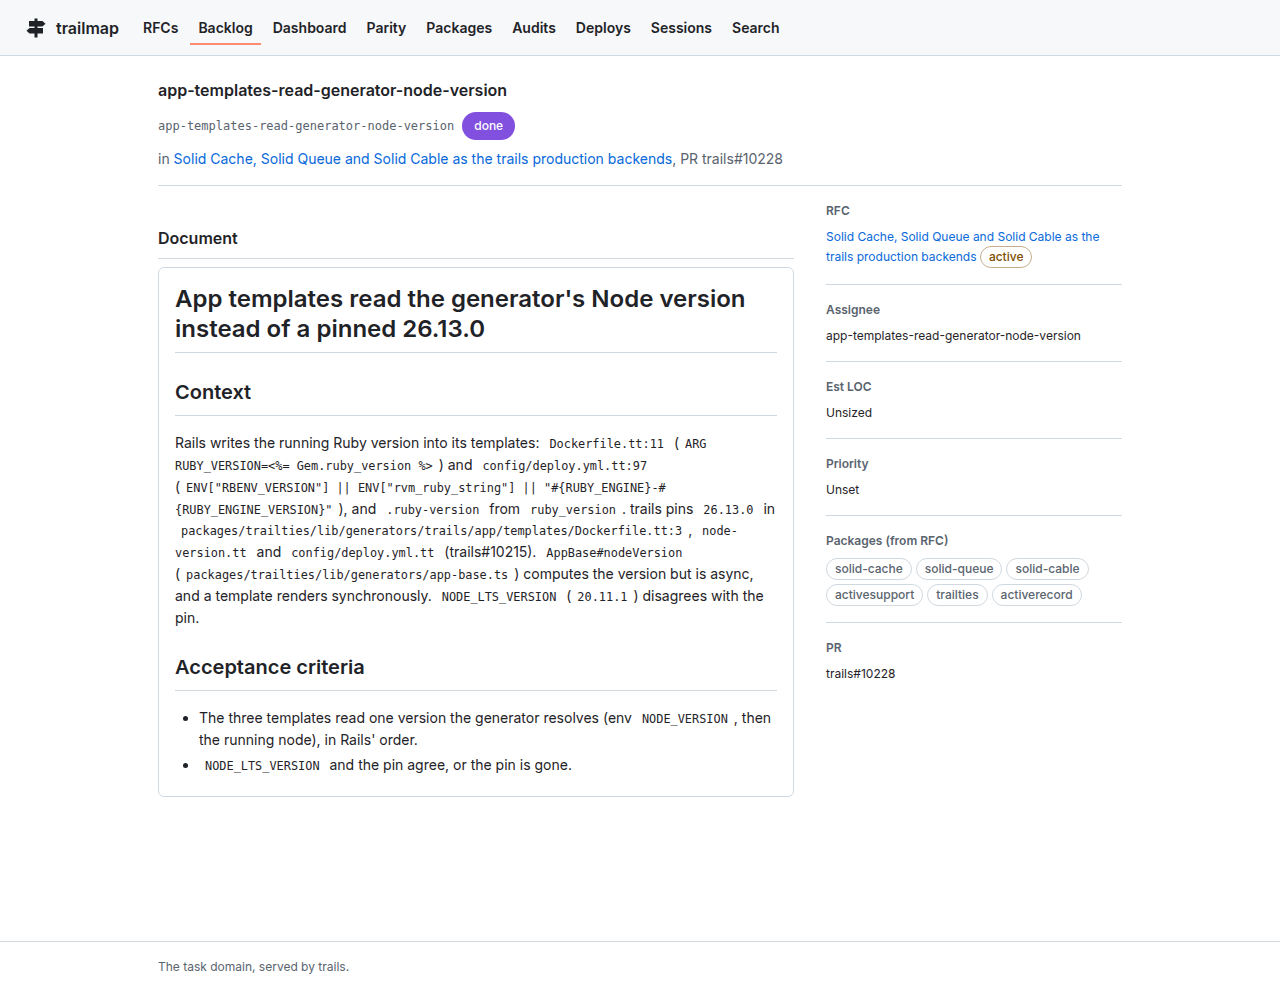 trailmap RFCs Backlog Dashboard Parity Packages Audits Deploys Sessions Search
app-templates-read-generator-node-version
app-templates-read-generator-node-version done
in Solid Cache, Solid Queue and Solid Cable as the trails production backends, PR trails#10228
Document
App templates read the generator's Node version
instead of a pinned 26.13.0
Context
Rails writes the running Ruby version into its templates: Dockerfile.tt:11 ( ARG
RUBY_VERSION=<%= Gem.ruby_version %> ) and config/deploy.yml.tt:97
( ENV["RBENV_VERSION"] || ENV["rvm_ruby_string"] || "#{RUBY_ENGINE}-#
{RUBY_ENGINE_VERSION}" ), and .ruby-version from ruby_version . trails pins 26.13.0 in
packages/trailties/lib/generators/trails/app/templates/Dockerfile.tt:3 , node-
version.tt and config/deploy.yml.tt (trails#10215). AppBase#nodeVersion
( packages/trailties/lib/generators/app-base.ts ) computes the version but is async,
and a template renders synchronously. NODE_LTS_VERSION ( 20.11.1 ) disagrees with the
pin.
Acceptance criteria
The three templates read one version the generator resolves (env NODE_VERSION , then
the running node), in Rails' order.
NODE_LTS_VERSION and the pin agree, or the pin is gone.
RFC
Solid Cache, Solid Queue and Solid Cable as the
trails production backends active
Assignee
app-templates-read-generator-node-version
Est LOC
Unsized
Priority
Unset
Packages (from RFC)
solid-cache solid-queue solid-cable
activesupport trailties activerecord
PR
trails#10228
The task domain, served by trails.